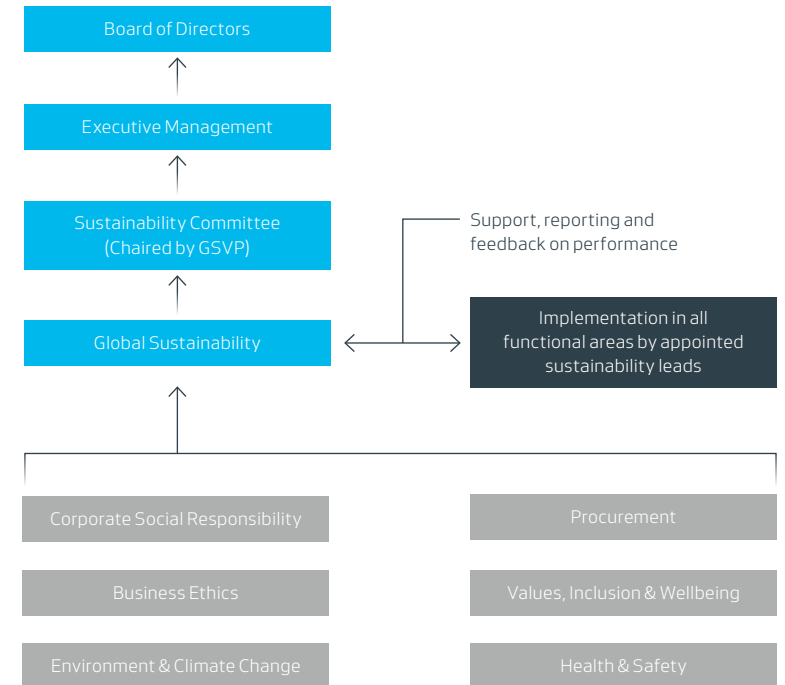 Board of Directors
Executive Management
Sustainability Committee
(Chaired by GSVP)
Support, reporting and
feedback on performance
Global Sustainability
Implementation in all
functional areas by appointed
sustainability leads
Corporate Social Responsibility
Procurement
Business Ethics
Values, Inclusion & Wellbeing
Environment & Climate Change
Health & Safety